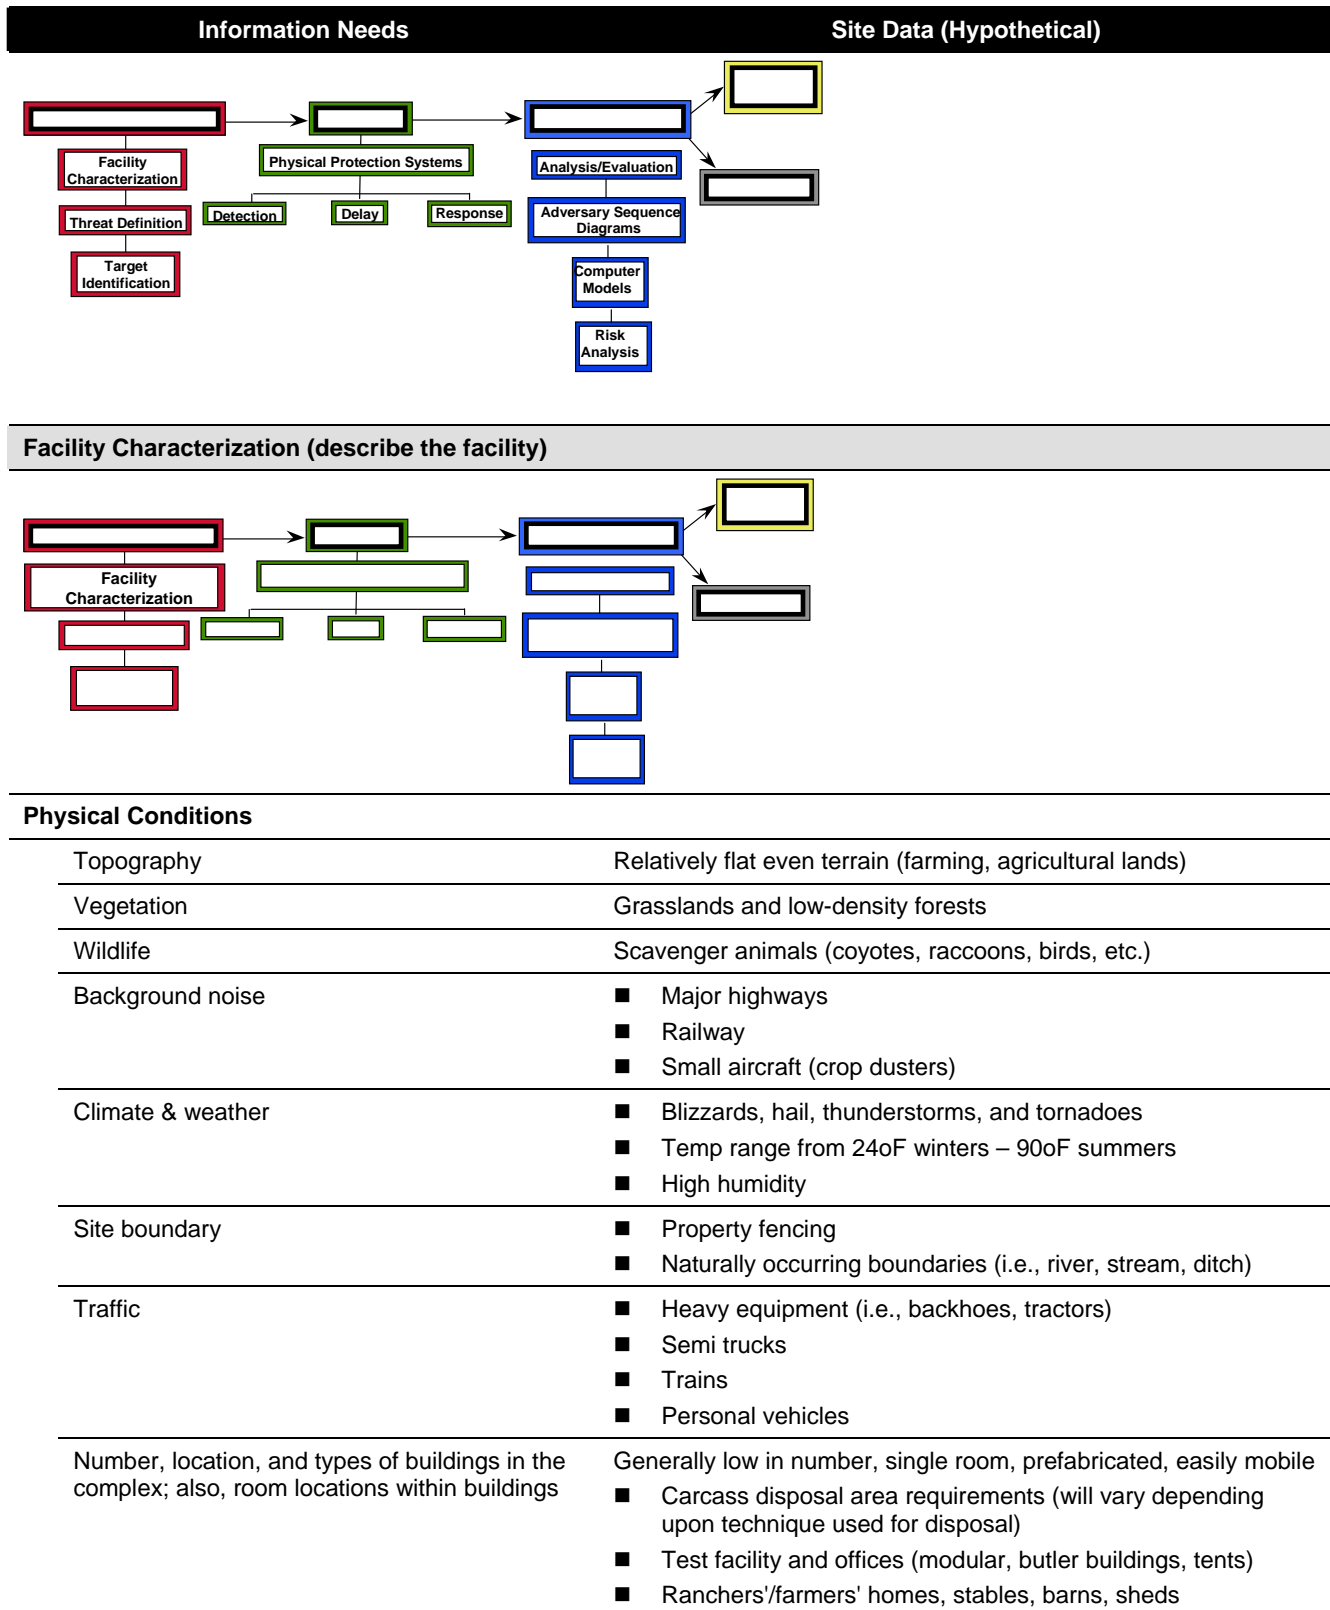 Information Needs Site Data (Hypothetical)
Facility
Characterization
Threat Definition
Target
Identification
Physical Protection Systems
Detection Delay Response
Analysis/Evaluation
Adversary Sequence
Diagrams
Computer
Models
Risk
Analysis
Facility Characterization (describe the facility)
Facility
Characterization
Physical Conditions
Topography Relatively flat even terrain (farming, agricultural lands)
Vegetation Grasslands and low-density forests
Wildlife Scavenger animals (coyotes, raccoons, birds, etc.)
Background noise ■ Major highways
■ Railway
■ Small aircraft (crop dusters)
Climate & weather ■ Blizzards, hail, thunderstorms, and tornadoes
■ Temp range from 24oF winters – 90oF summers
■ High humidity
Site boundary ■ Property fencing
■ Naturally occurring boundaries (i.e., river, stream, ditch)
Traffic ■ Heavy equipment (i.e., backhoes, tractors)
■ Semi trucks
■ Trains
■ Personal vehicles
Number, location, and types of buildings in the Generally low in number, single room, prefabricated, easily mobile
complex; also, room locations within buildings
■ Carcass disposal area requirements (will vary depending
upon technique used for disposal)
■ Test facility and offices (modular, butler buildings, tents)
■ Ranchers'/farmers' homes, stables, barns, sheds